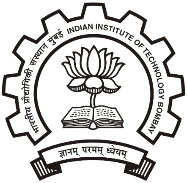 भारतीय प्रौद्योगिकी संस्थान मुंबई
INDIAN INSTITUTE OF TECHNOLOGY BOMBAY
ज्ञानम् परमम् ध्येयम्